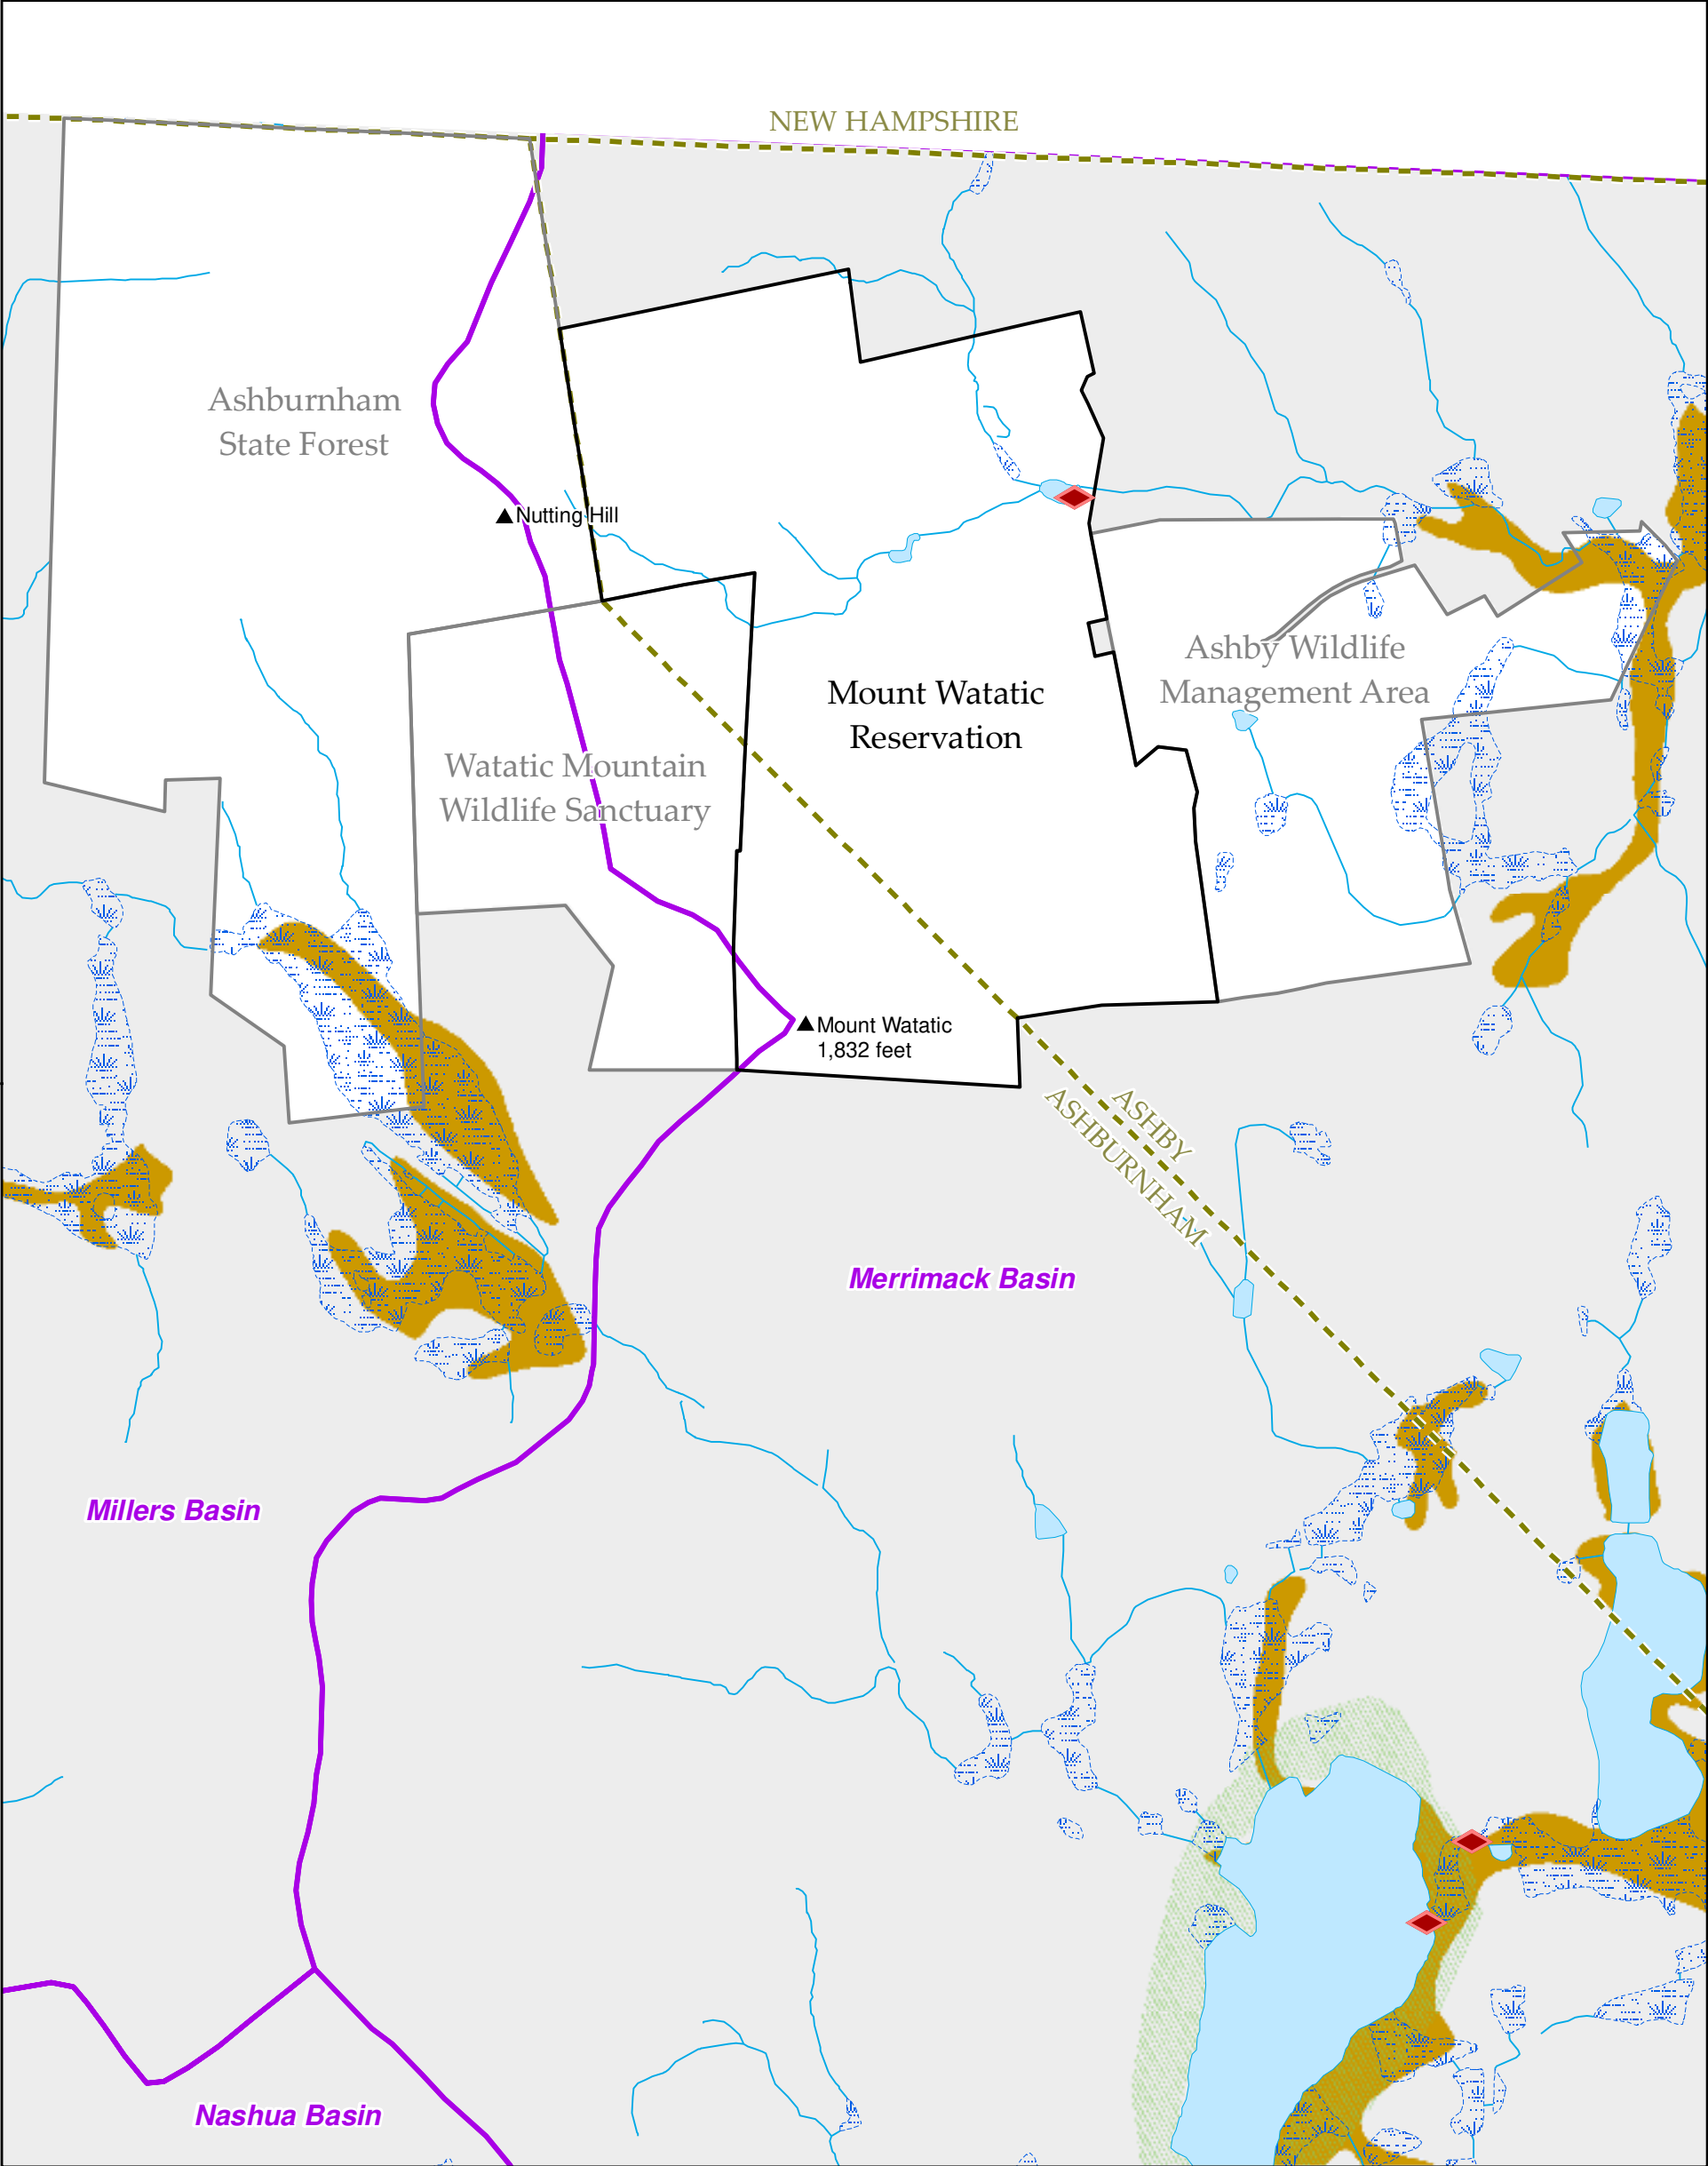 NEW HAMPSHIRE
Ashburnham
State Forest
Nutting Hill
Ashby Wildlife
Management Area
Mount Watatic
Reservation
Watatic Mountain
Wildlife Sanctuary
Mount Watatic
1,832 feet
ASHBY
ASHBURNHAM
Merrimack Basin
Millers Basin
Nashua Basin